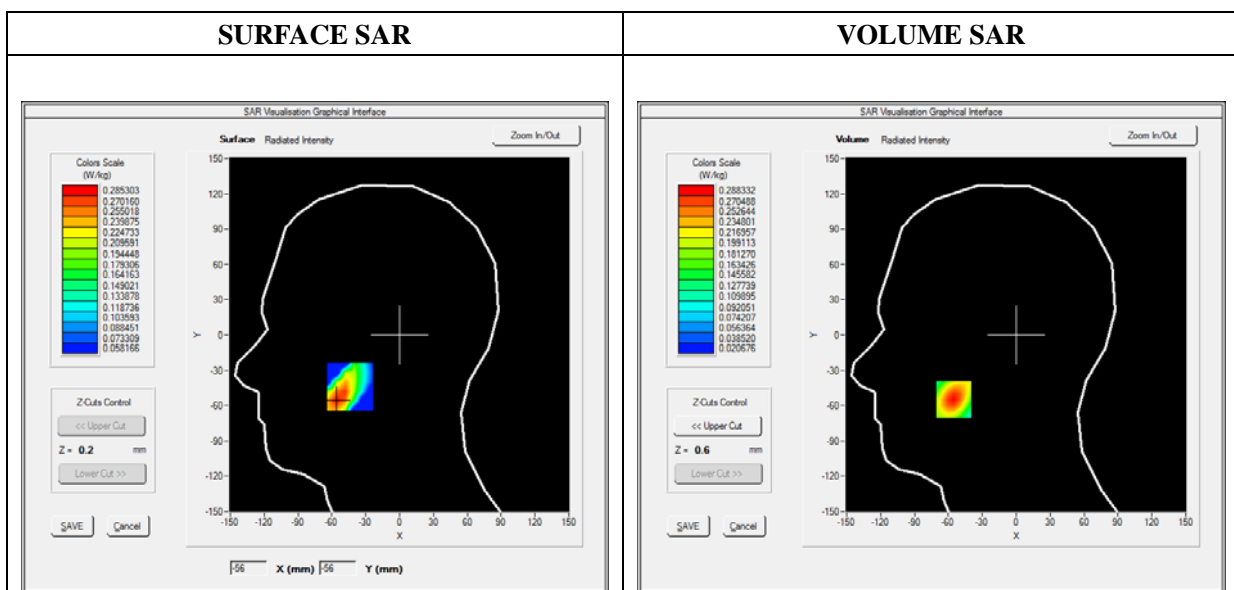 SURFACE SAR
VOLUME SAR
SAR Visualisation Graphical Interface
Surface Radiated Intensity
Zoom In/Out
Colors Scale
(W/kg)
0.285303
0.270160
0.255018
0.239875
0.224733
0.209591
0.194448
0.179306
0.164163
0.149021
0.133878
0.118736
0.103593
0.088451
0.073309
0.058166
Z-Cuts Control
<< Upper Cut
Z = 0.2 mm
Lower Cut >>
SAVE Cancel
150
120
90
60
30
Y 0
-30
-60
-90
-120
-150
-150 -120 -90 -60 -30 0 30 60 90 120 150
X
-56 X (mm) -56 Y (mm)
SAR Visualisation Graphical Interface
Volume Radiated Intensity
Zoom In/Out
Colors Scale
(W/kg)
0.288332
0.270488
0.252644
0.234801
0.216957
0.199113
0.181270
0.163426
0.145582
0.127739
0.109895
0.092051
0.074207
0.056364
0.038520
0.020676
Z-Cuts Control
<< Upper Cut
Z = 0.6 mm
Lower Cut >>
SAVE Cancel
150
120
90
60
30
Y 0
-30
-60
-90
-120
-150
-150 -120 -90 -60 -30 0 30 60 90 120 150
X